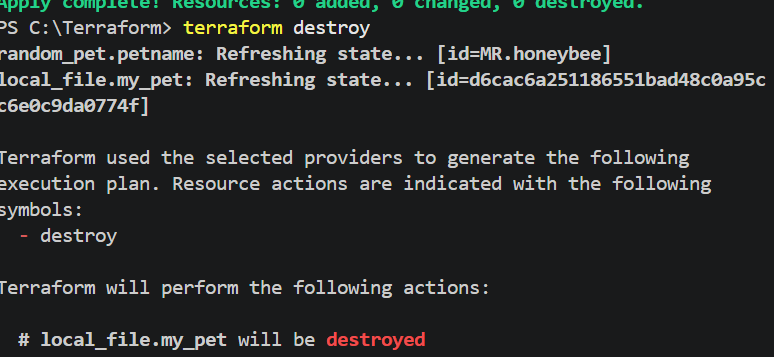 Apply complete! Resources: 0 added, 0 changed, 0 destroyed.
PS C:\Terraform> terraform destroy
random_pet.petname: Refreshing state... [id=MR.honeybee]
local_file.my_pet: Refreshing state... [id=d6cac6a251186551bad48c0a95c
c6e0c9da0774f]
Terraform used the selected providers to generate the following
execution plan. Resource actions are indicated with the following
symbols:
- destroy
Terraform will perform the following actions:
# local_file.my_pet will be destroyed